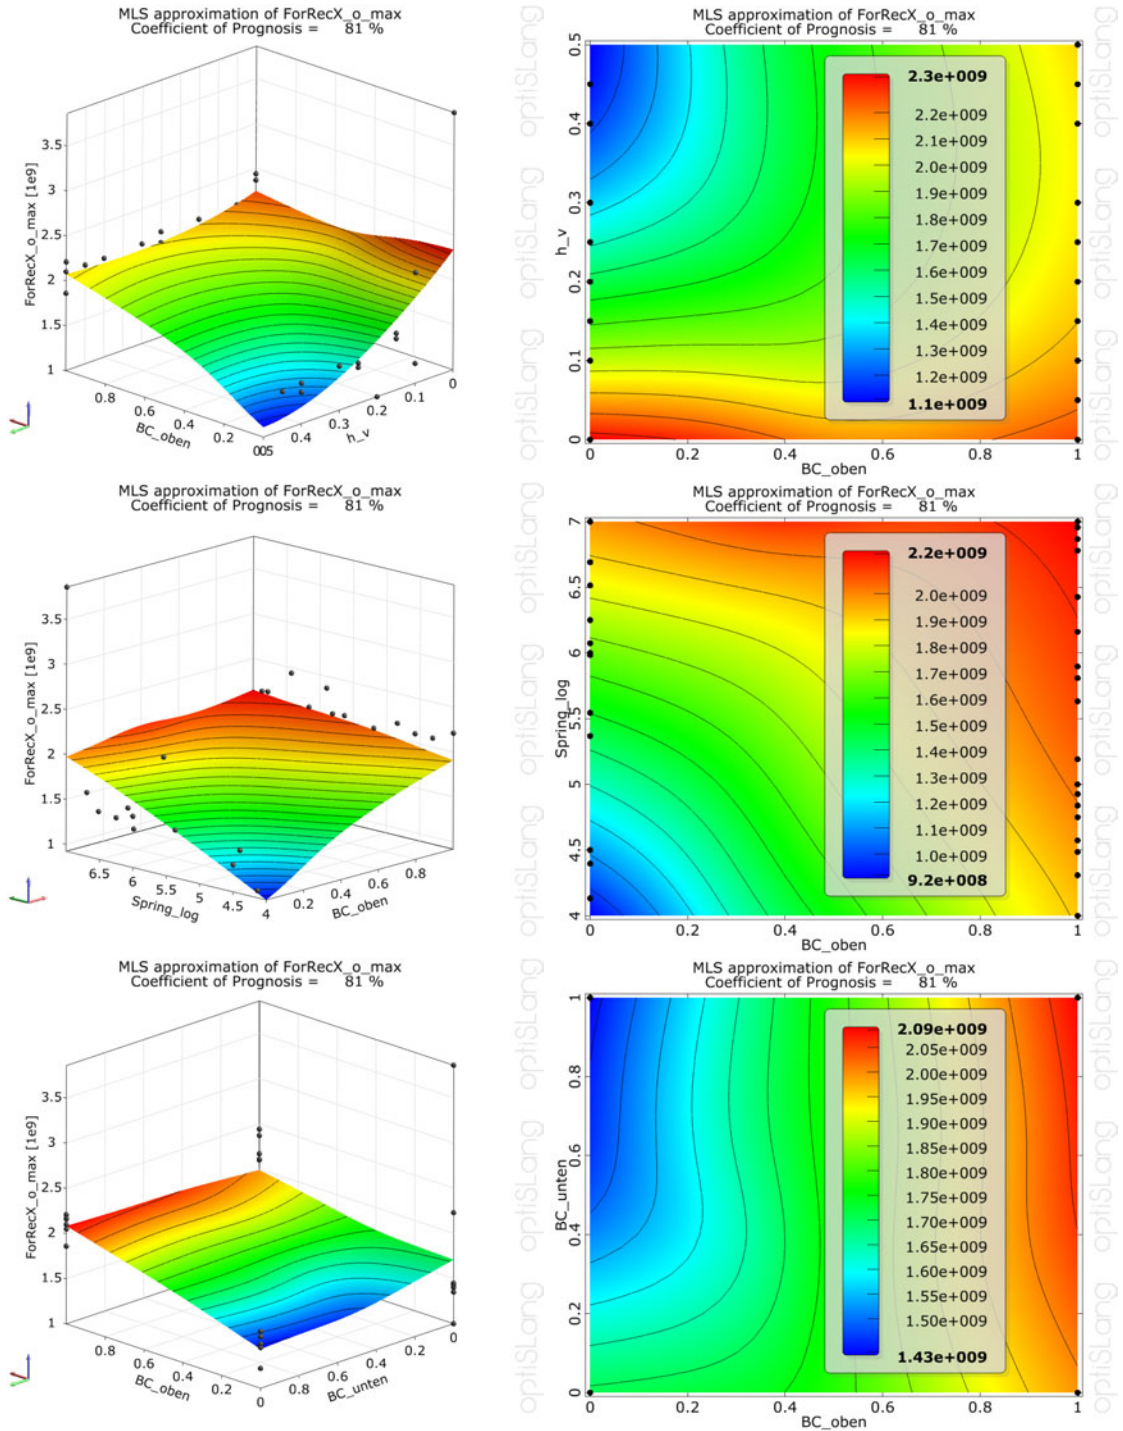 MLS approximation of ForRecX_o_max
Coefficient of Prognosis = 81 %
ForRecX_o_max [1e9]
3.5
3
2.5
2
1.5
1
0.8
0.6
0.4
0.2
005
0.4
0.3
0.2
0.1
0
BC_oben
h_v
MLS approximation of ForRecX_o_max
Coefficient of Prognosis = 81 %
h_v
0.5
0.4
0.3
0.2
0.1
0
2.3e+009
2.2e+009
2.1e+009
2.0e+009
1.9e+009
1.8e+009
1.7e+009
1.6e+009
1.5e+009
1.4e+009
1.3e+009
1.2e+009
1.1e+009
0
0.2
0.4
0.6
0.8
1
BC_oben
optiSLang optiSLang
optiSLang optiSLang
MLS approximation of ForRecX_o_max
Coefficient of Prognosis = 81 %
ForRecX_o_max [1e9]
3.5
3
2.5
2
1.5
1
6.5
6
5.5
5
4.5
4
0.2
0.4
0.6
0.8
Spring_log
BC_oben
MLS approximation of ForRecX_o_max
Coefficient of Prognosis = 81 %
Spring_log
7
6.5
6
5.5
5
4.5
4
2.2e+009
2.0e+009
1.9e+009
1.8e+009
1.7e+009
1.6e+009
1.5e+009
1.4e+009
1.3e+009
1.2e+009
1.1e+009
1.0e+009
9.2e+008
0
0.2
0.4
0.6
0.8
1
BC_oben
optiSLang optiSLang
optiSLang optiSLang
MLS approximation of ForRecX_o_max
Coefficient of Prognosis = 81 %
ForRecX_o_max [1e9]
3.5
3
2.5
2
1.5
1
0.8
0.6
0.4
0.2
0
0.8
0.6
0.4
0.2
0
BC_oben
BC_unten
MLS approximation of ForRecX_o_max
Coefficient of Prognosis = 81 %
BC_unten
1
0.8
0.6
0.4
0.2
0
2.09e+009
2.05e+009
2.00e+009
1.95e+009
1.90e+009
1.85e+009
1.80e+009
1.75e+009
1.70e+009
1.65e+009
1.60e+009
1.55e+009
1.50e+009
1.43e+009
0
0.2
0.4
0.6
0.8
1
BC_oben
optiSLang optiSLang
optiSLang optiSLang